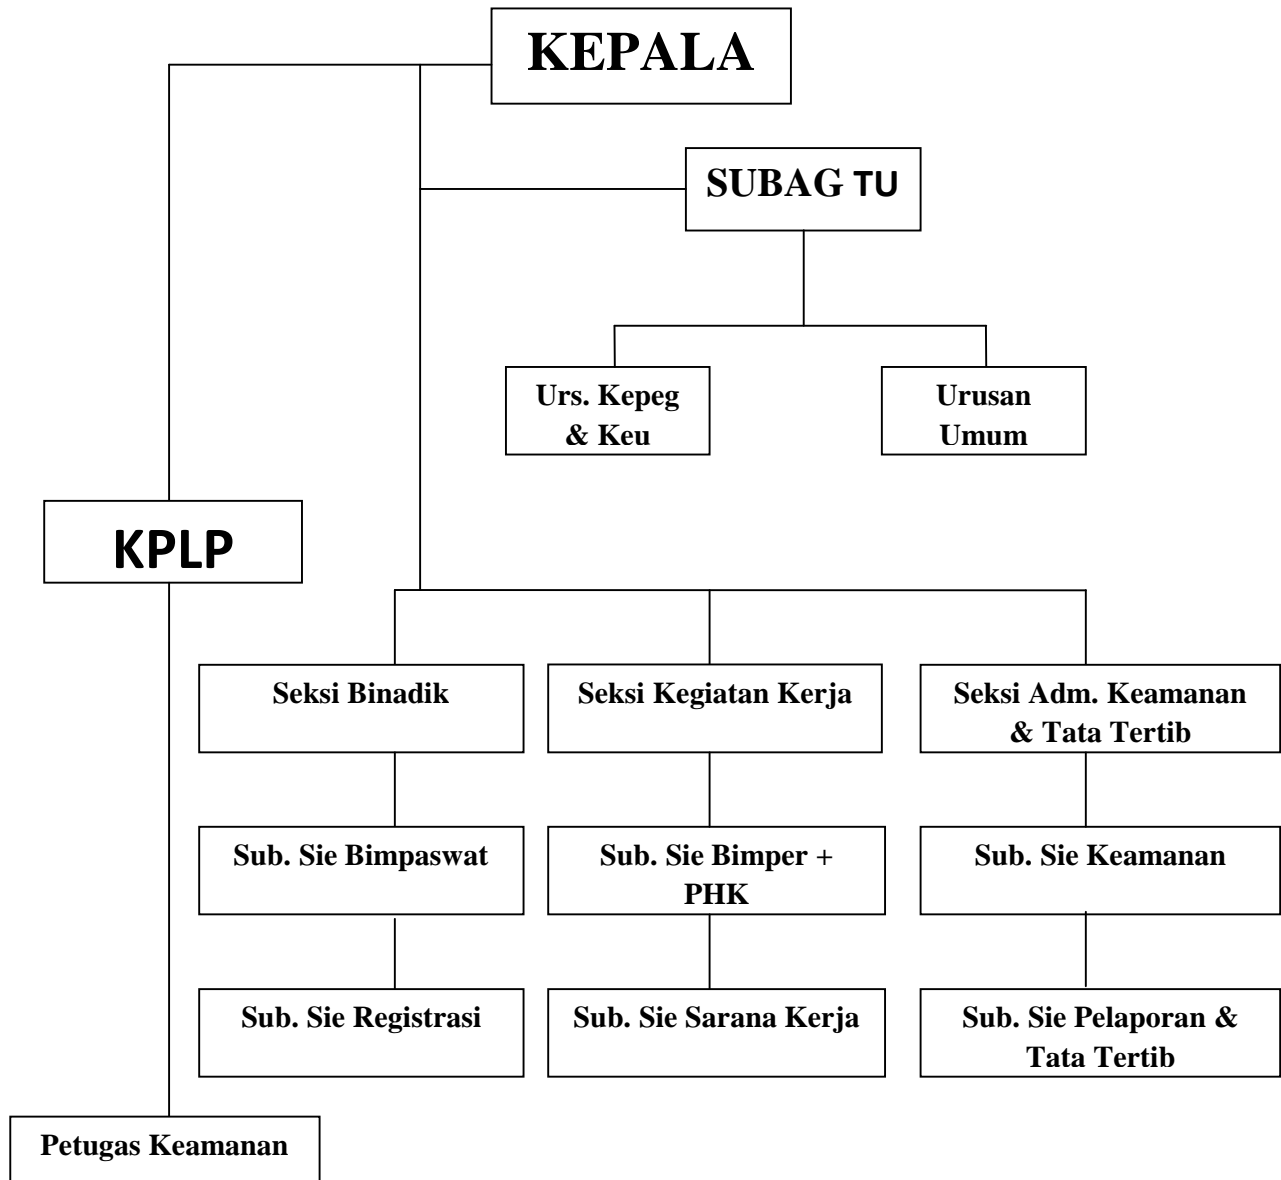 KEPALA
SUBAG TU
Urs. Kepeg
& Keu
Urusan
Umum
KPLP
Seksi Binadik
Seksi Kegiatan Kerja
Seksi Adm. Keamanan
& Tata Tertib
Sub. Sie Bimpaswat
Sub. Sie Bimper +
PHK
Sub. Sie Keamanan
Sub. Sie Registrasi
Sub. Sie Sarana Kerja
Sub. Sie Pelaporan &
Tata Tertib
Petugas Keamanan